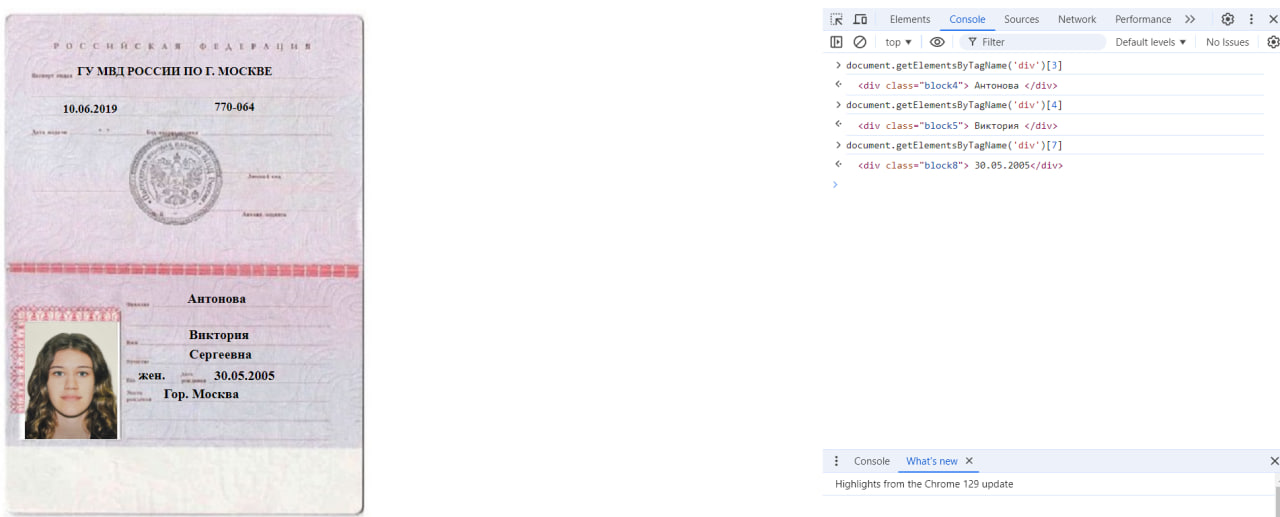 РОССИЙСКАЯ ФЕДЕРАЦИЯ
Паспорт выдан ГУ МВД РОССИИ ПО Г. МОСКВЕ
10.06.2019 770-064
Дата выдачи Код подразделения
Личный код
Личная подпись
Фамилия Антонова
Имя Виктория
Отчество Сергеевна
Пол жен. Дата рождения 30.05.2005
Место рождения Гор. Москва
Elements Console Sources Network Performance
top Filter Default levels No Issues
document.getElementsByTagName('div')[3]
<div class="block4"> Антонова </div>
document.getElementsByTagName('div')[4]
<div class="block5"> Виктория </div>
document.getElementsByTagName('div')[7]
<div class="block8"> 30.05.2005</div>
Console What's new
Highlights from the Chrome 129 update